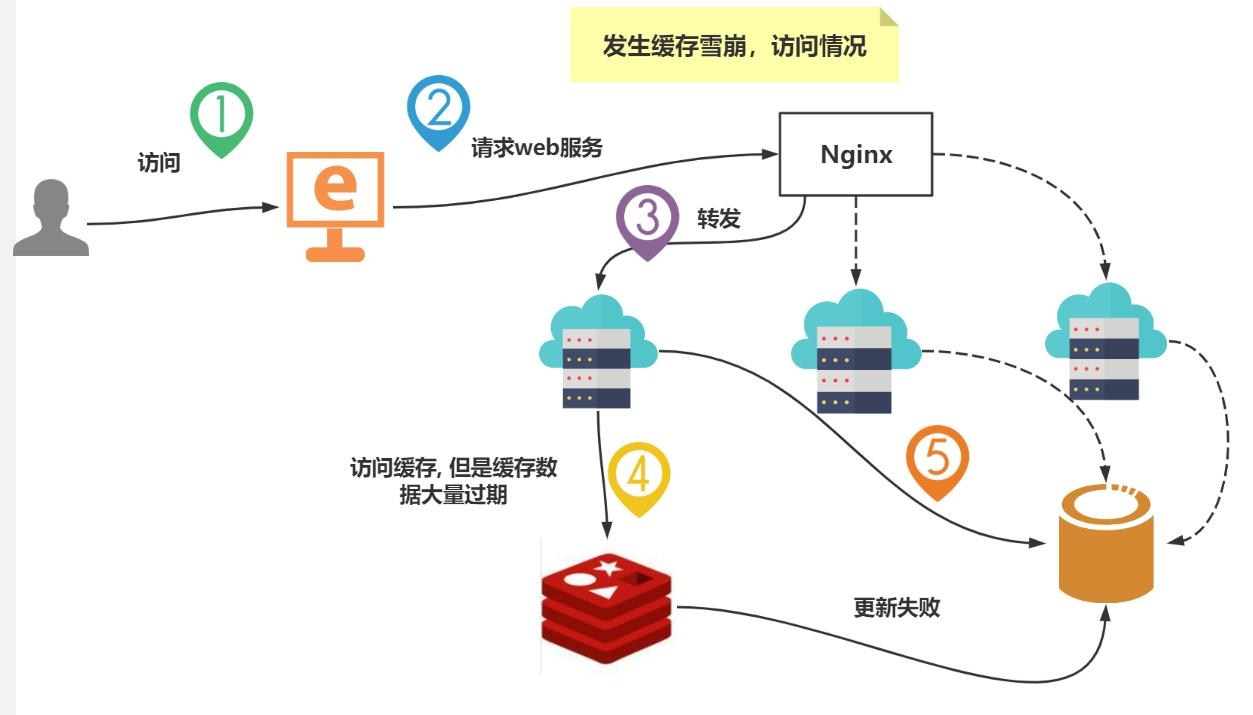 发生缓存雪崩，访问情况
1
2
访问
请求web服务
Nginx
3
转发
4
5
访问缓存, 但是缓存数
据大量过期
更新失败